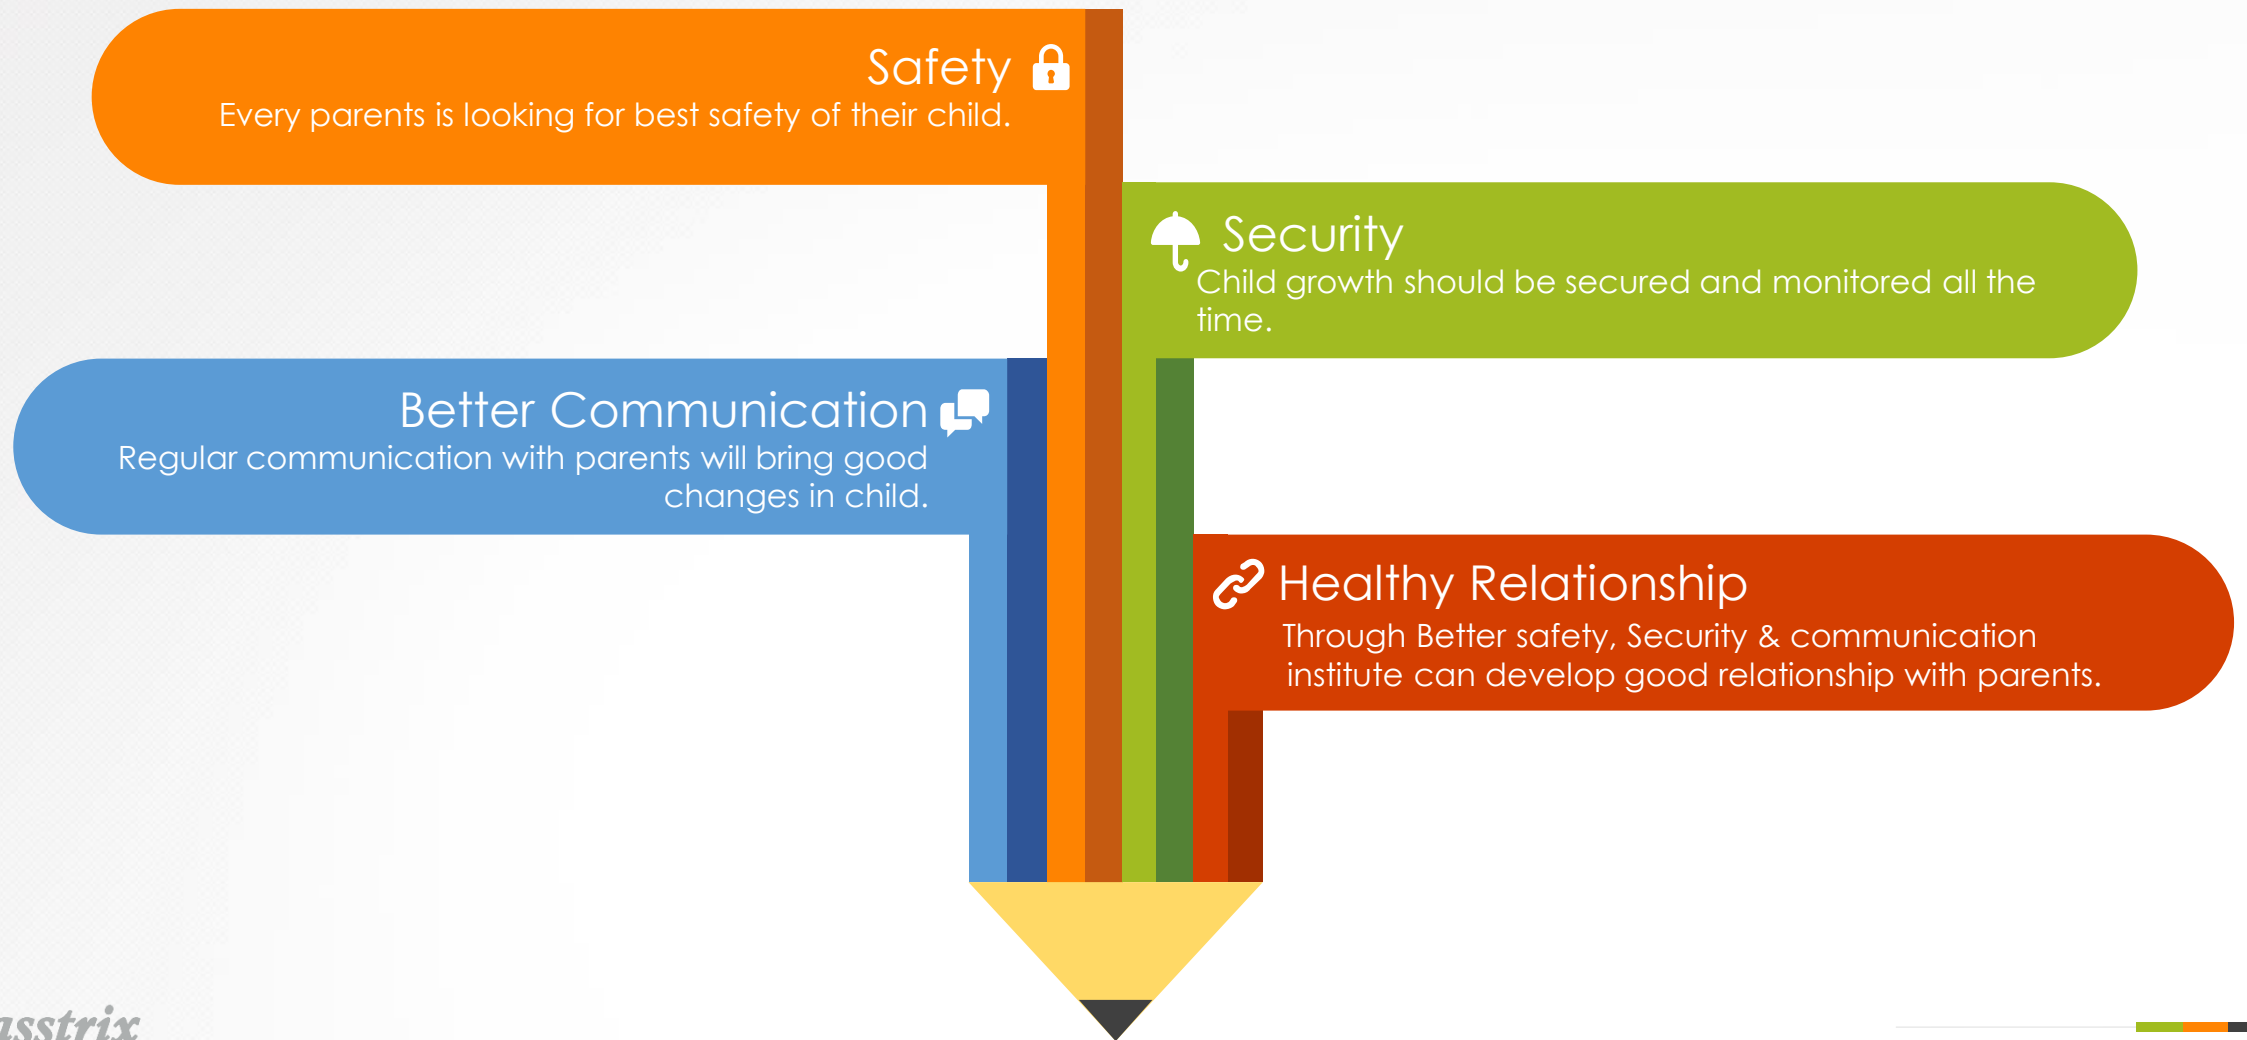 Safety
Every parents is looking for best safety of their child.
Security
Child growth should be secured and monitored all the
time.
Better Communication
Regular communication with parents will bring good
changes in child.
Healthy Relationship
Through Better safety, Security & communication
institute can develop good relationship with parents.